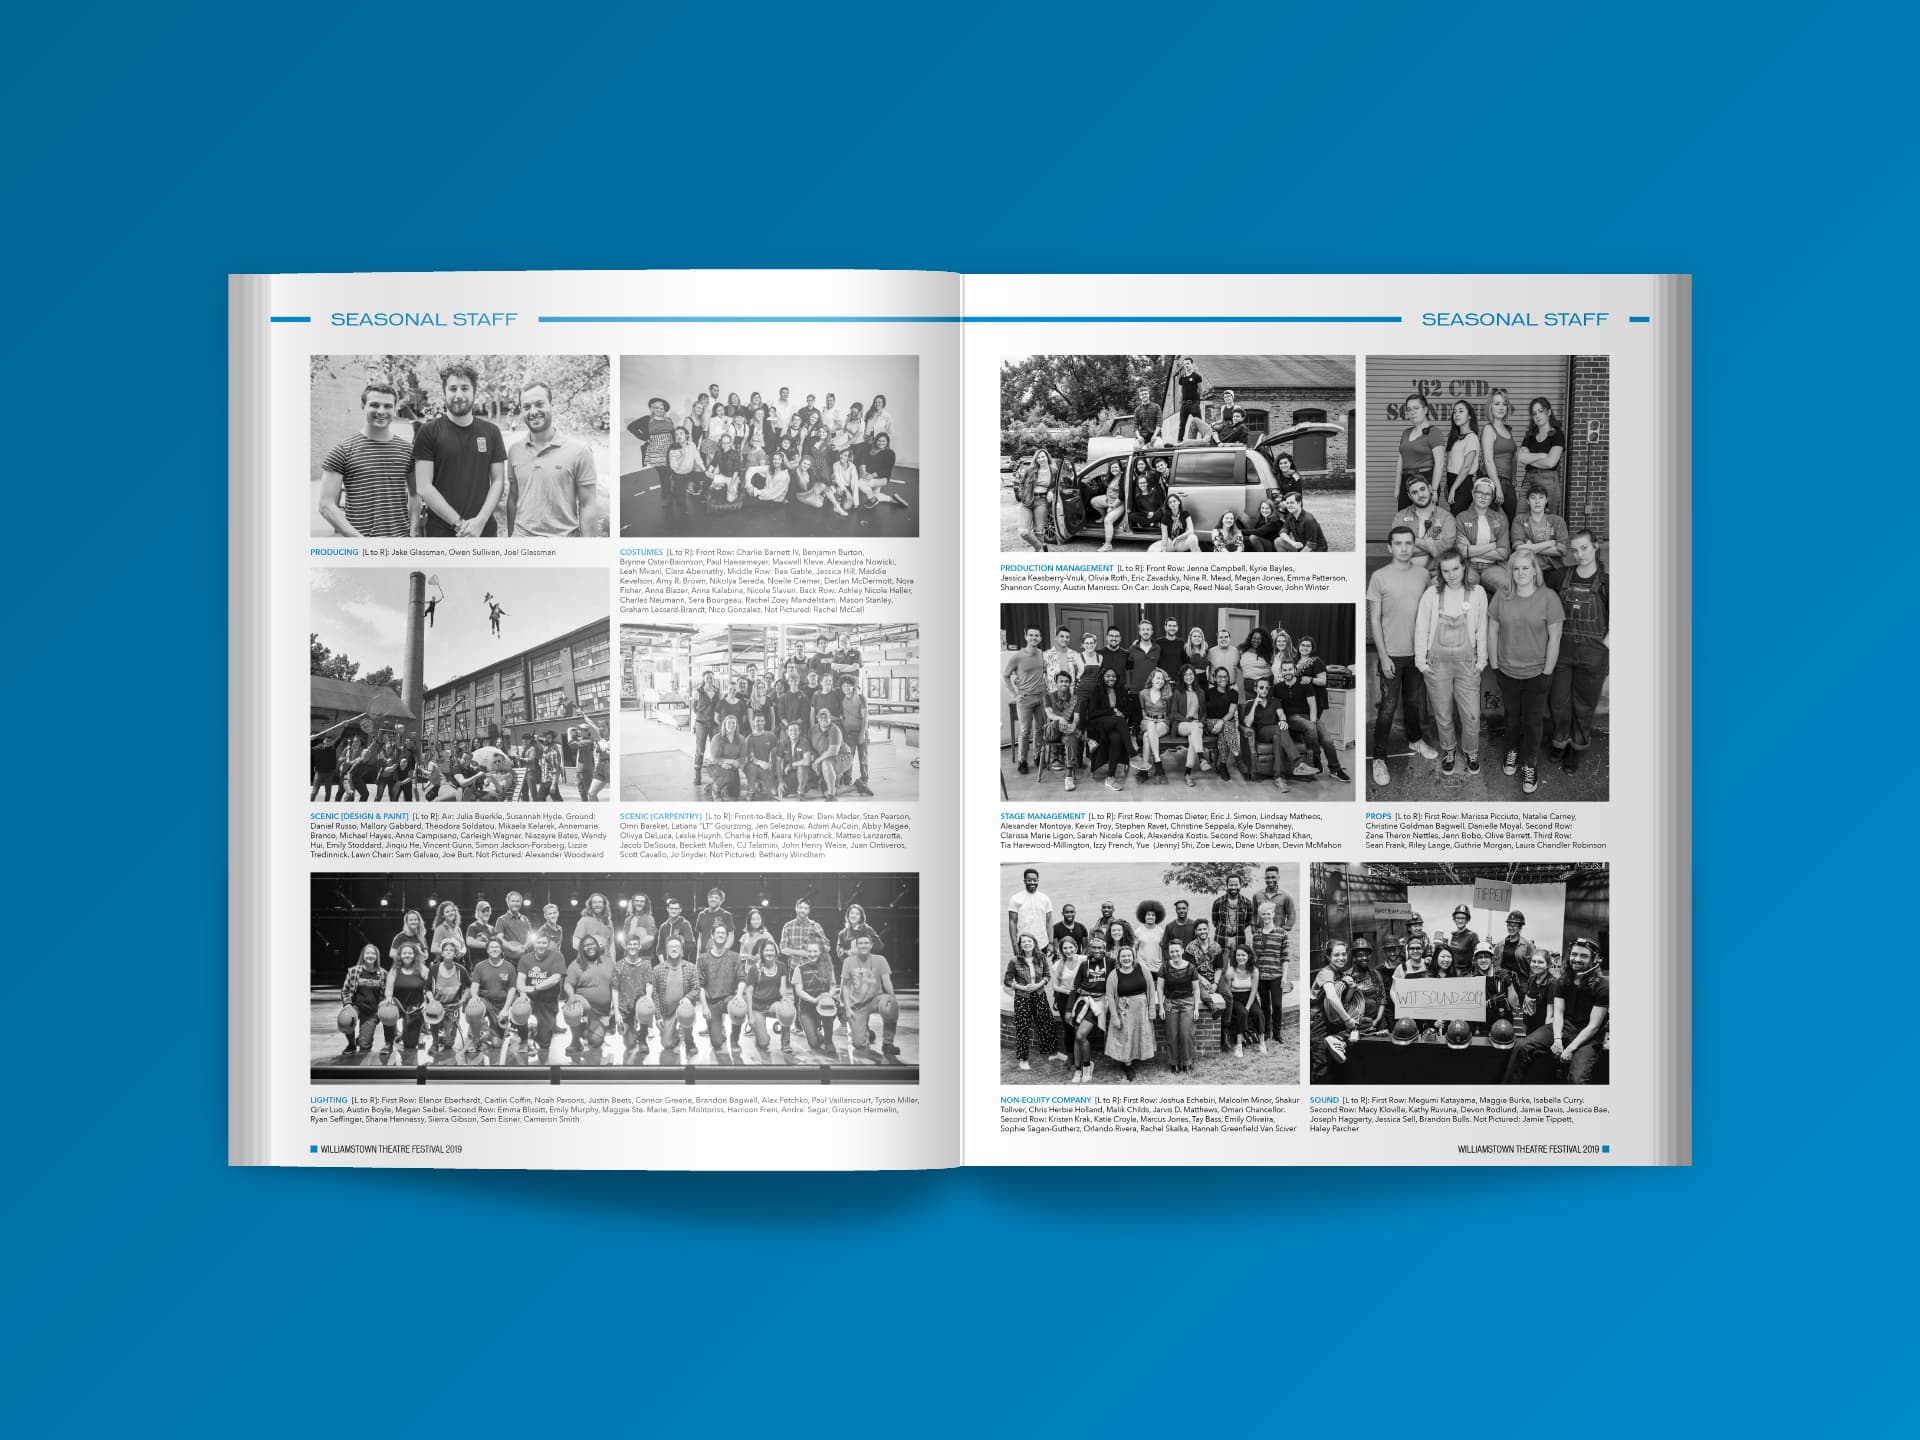 SEASONAL STAFF
PRODUCING [L to R]: Jake Glassman, Owen Sullivan, Joel Glassman
COSTUMES [L to R]: Front Row: Charlie Barnett IV, Benjamin Burton,
Brynne Oster-Bainnson, Paul Haesemeyer, Maxwell Kleve, Alexandra Nowicki,
Leah Mirani, Clara Abernathy. Middle Row: Bee Gable, Jessica Hill, Maddie
Kevelson, Amy R. Brown, Nikolya Sereda, Noelle Cremer, Declan McDermott, Nora
Fisher, Anna Blazer, Anna Kalabina, Nicole Slaven. Back Row: Ashley Nicole Heller,
Charles Neumann, Sera Bourgeau, Rachel Zoey Mandelstam, Mason Stanley,
Graham Lessard-Brandt, Nico Gonzalez. Not Pictured: Rachel McCall
SCENIC [DESIGN & PAINT] [L to R]: Air: Julia Buerkle, Susannah Hyde. Ground:
Daniel Russo, Mallory Gabbard, Theodora Soldatou, Mikaela Kelarek, Annemarie
Branco, Michael Hayes, Anna Campisano, Carleigh Wagner, Niazayre Bates, Wendy
Hui, Emily Stoddard, Jinqiu He, Vincent Gunn, Simon Jackson-Forsberg, Lizzie
Tredinnick. Lawn Chair: Sam Galvao, Joe Burt. Not Pictured: Alexander Woodward
SCENIC (CARPENTRY) [L to R]: Front-to-Back, By Row: Dani Mader, Stan Pearson,
Omri Bareket, Latiana "LT" Gourzong, Jen Seleznow, Adam AuCoin, Abby Magee,
Olivya DeLuca, Leslie Huynh, Charlie Hoff, Keara Kirkpatrick, Matteo Lanzarotta,
Jacob DeSousa, Beckett Mullen, CJ Talamini, John Henry Weise, Juan Ontiveros,
Scott Cavallo, Jo Snyder. Not Pictured: Bethany Windham
LIGHTING [L to R]: First Row: Elanor Eberhardt, Caitlin Coffin, Noah Parsons, Justin Beets, Connor Greene, Brandon Bagwell, Alex Fetchko, Paul Vaillancourt, Tyson Miller,
Qi'er Luo, Austin Boyle, Megan Seibel. Second Row: Emma Blissitt, Emily Murphy, Maggie Ste. Marie, Sam Molitoriss, Harrison Freni, Andre' Segar, Grayson Hermelin,
Ryan Seffinger, Shane Hennessy, Sierra Gibson, Sam Eisner, Cameron Smith
WILLIAMSTOWN THEATRE FESTIVAL 2019
SEASONAL STAFF
'62 CTD
PRODUCTION MANAGEMENT [L to R]: Front Row: Jenna Campbell, Kyrie Bayles,
Jessica Keasberry-Vnuk, Olivia Roth, Eric Zavadsky, Nina R. Mead, Megan Jones, Emma Patterson,
Shannon Csorny, Austin Manross. On Car: Josh Cape, Reed Neal, Sarah Grover, John Winter
STAGE MANAGEMENT [L to R]: First Row: Thomas Dieter, Eric J. Simon, Lindsay Matheos,
Alexander Montoya, Kevin Troy, Stephen Ravet, Christine Seppala, Kyle Dannahey,
Clarissa Marie Ligon, Sarah Nicole Cook, Alexandra Kostis. Second Row: Shahzad Khan,
Tia Harewood-Millington, Izzy French, Yue (Jenny) Shi, Zoe Lewis, Dane Urban, Devin McMahon
PROPS [L to R]: First Row: Marissa Picciuto, Natalie Carney,
Christine Goldman Bagwell, Danielle Moyal. Second Row:
Zane Theron Nettles, Jenn Bobo, Olive Barrett. Third Row:
Sean Frank, Riley Lange, Guthrie Morgan, Laura Chandler Robinson
TIPPETT
WTF SOUND 2019
NON-EQUITY COMPANY [L to R]: First Row: Joshua Echebiri, Malcolm Minor, Shakur
Tolliver, Chris Herbie Holland, Malik Childs, Jarvis D. Matthews, Omari Chancellor.
Second Row: Kristen Krak, Katie Croyle, Marcus Jones, Tay Bass, Emily Oliveira,
Sophie Sagan-Gutherz, Orlando Rivera, Rachel Skalka, Hannah Greenfield Van Sciver
SOUND [L to R]: First Row: Megumi Katayama, Maggie Burke, Isabella Curry.
Second Row: Macy Kloville, Kathy Ruvuna, Devon Rodlund, Jamie Davis, Jessica Bae,
Joseph Haggerty, Jessica Sell, Brandon Bulls. Not Pictured: Jamie Tippett,
Haley Parcher
WILLIAMSTOWN THEATRE FESTIVAL 2019